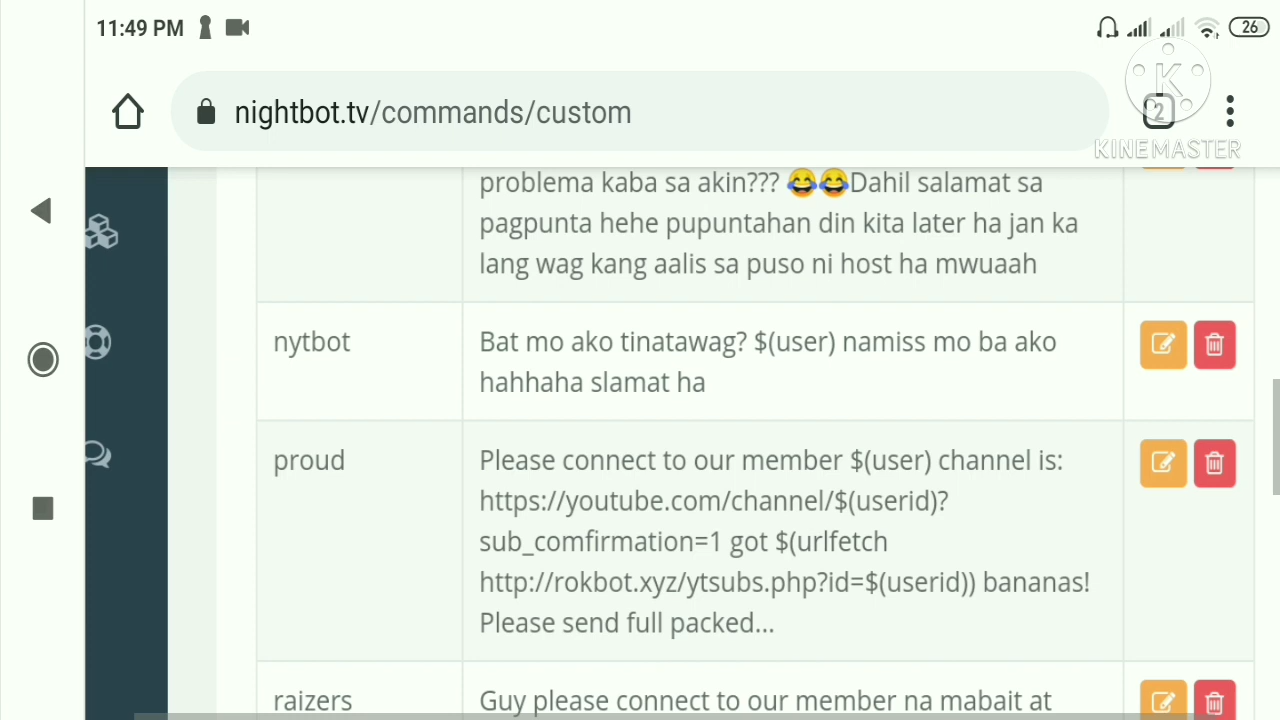 11:49 PM
26
nightbot.tv/commands/custom
2
K
KINEMASTER
problema kaba sa akin??? 😂😂Dahil salamat sa
pagpunta hehe pupuntahan din kita later ha jan ka
lang wag kang aalis sa puso ni host ha mwuaah
nytbot
Bat mo ako tinatawag? $(user) namiss mo ba ako
hahhaha slamat ha
proud
Please connect to our member $(user) channel is:
https://youtube.com/channel/$(userid)?
sub_comfirmation=1 got $(urlfetch
http://rokbot.xyz/ytsubs.php?id=$(userid)) bananas!
Please send full packed...
raizers
Guy please connect to our member na mabait at